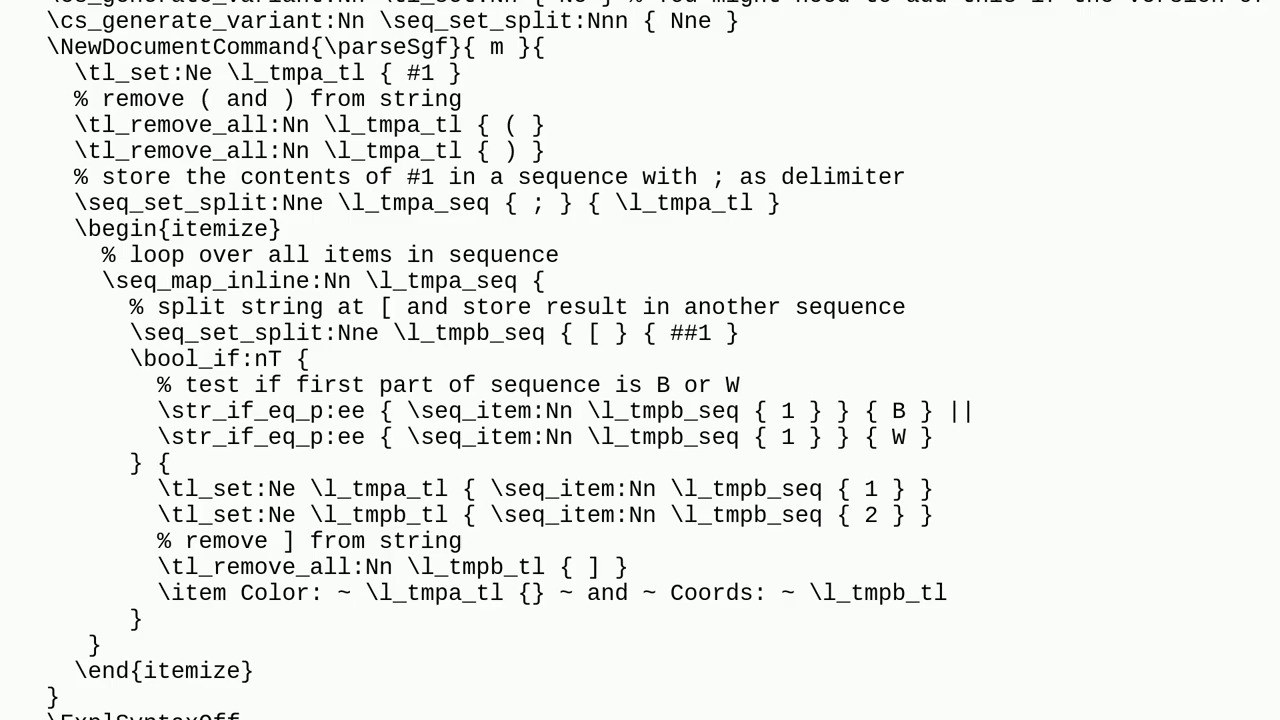 \cs_generate_variant:Nn \seq_set_split:Nnn { Nne }
\NewDocumentCommand{\parseSgf}{ m }{
\tl_set:Ne \l_tmpa_tl { #1 }
% remove ( and ) from string
\tl_remove_all:Nn \l_tmpa_tl { ( }
\tl_remove_all:Nn \l_tmpa_tl { ) }
% store the contents of #1 in a sequence with ; as delimiter
\seq_set_split:Nne \l_tmpa_seq { ; } { \l_tmpa_tl }
\begin{itemize}
% loop over all items in sequence
\seq_map_inline:Nn \l_tmpa_seq {
% split string at [ and store result in another sequence
\seq_set_split:Nne \l_tmpb_seq { [ } { ##1 }
\bool_if:nT {
% test if first part of sequence is B or W
\str_if_eq_p:ee { \seq_item:Nn \l_tmpb_seq { 1 } } { B } ||
\str_if_eq_p:ee { \seq_item:Nn \l_tmpb_seq { 1 } } { W }
} {
\tl_set:Ne \l_tmpa_tl { \seq_item:Nn \l_tmpb_seq { 1 } }
\tl_set:Ne \l_tmpb_tl { \seq_item:Nn \l_tmpb_seq { 2 } }
% remove ] from string
\tl_remove_all:Nn \l_tmpb_tl { ] }
\item Color: ~ \l_tmpa_tl {} ~ and ~ Coords: ~ \l_tmpb_tl
}
}
\end{itemize}
}
\ExplSyntaxOff